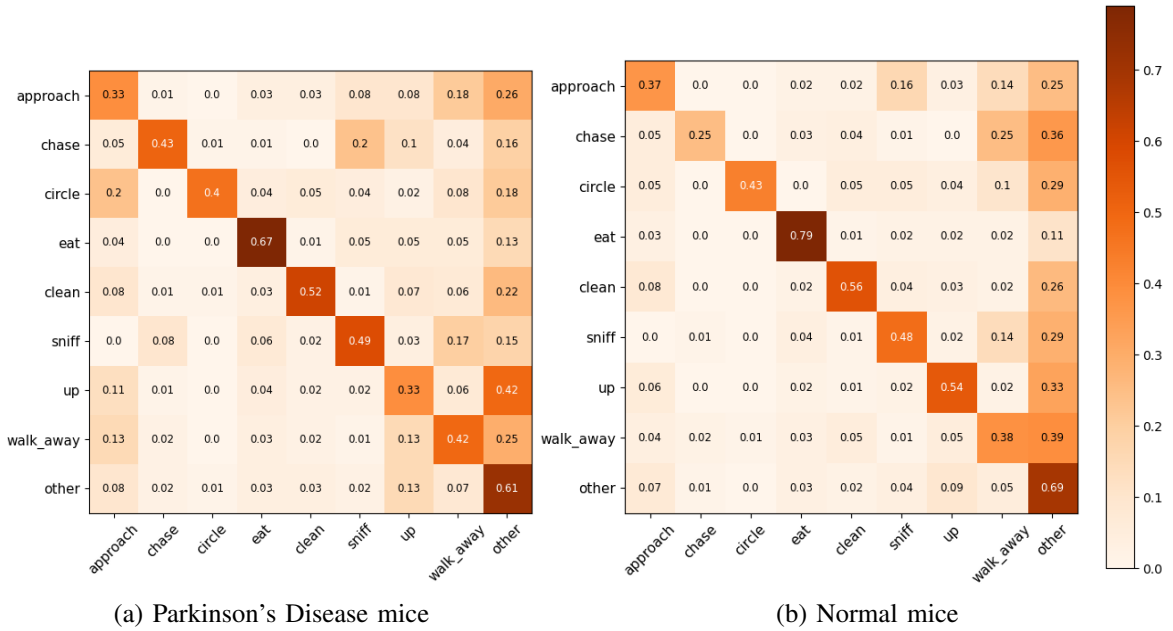 approach 0.33 0.01 0.0 0.03 0.03 0.08 0.08 0.18 0.26
chase 0.05 0.43 0.01 0.01 0.0 0.2 0.1 0.04 0.16
circle 0.2 0.0 0.4 0.04 0.05 0.04 0.02 0.08 0.18
eat 0.04 0.0 0.0 0.67 0.01 0.05 0.05 0.05 0.13
clean 0.08 0.01 0.01 0.03 0.52 0.01 0.07 0.06 0.22
sniff 0.0 0.08 0.0 0.06 0.02 0.49 0.03 0.17 0.15
up 0.11 0.01 0.0 0.04 0.02 0.02 0.33 0.06 0.42
walk_away 0.13 0.02 0.0 0.03 0.02 0.01 0.13 0.42 0.25
other 0.08 0.02 0.01 0.03 0.03 0.02 0.13 0.07 0.61
approach chase circle eat clean sniff up walk_away other
(a) Parkinson's Disease mice
approach 0.37 0.0 0.0 0.02 0.02 0.16 0.03 0.14 0.25
chase 0.05 0.25 0.0 0.03 0.04 0.01 0.0 0.25 0.36
circle 0.05 0.0 0.43 0.0 0.05 0.05 0.04 0.1 0.29
eat 0.03 0.0 0.0 0.79 0.01 0.02 0.02 0.02 0.11
clean 0.08 0.0 0.0 0.02 0.56 0.04 0.03 0.02 0.26
sniff 0.0 0.01 0.0 0.04 0.01 0.48 0.02 0.14 0.29
up 0.06 0.0 0.0 0.02 0.01 0.02 0.54 0.02 0.33
walk_away 0.04 0.02 0.01 0.03 0.05 0.01 0.05 0.38 0.39
other 0.07 0.01 0.0 0.03 0.02 0.04 0.09 0.05 0.69
approach chase circle eat clean sniff up walk_away other
(b) Normal mice
0.7
0.6
0.5
0.4
0.3
0.2
0.1
0.0